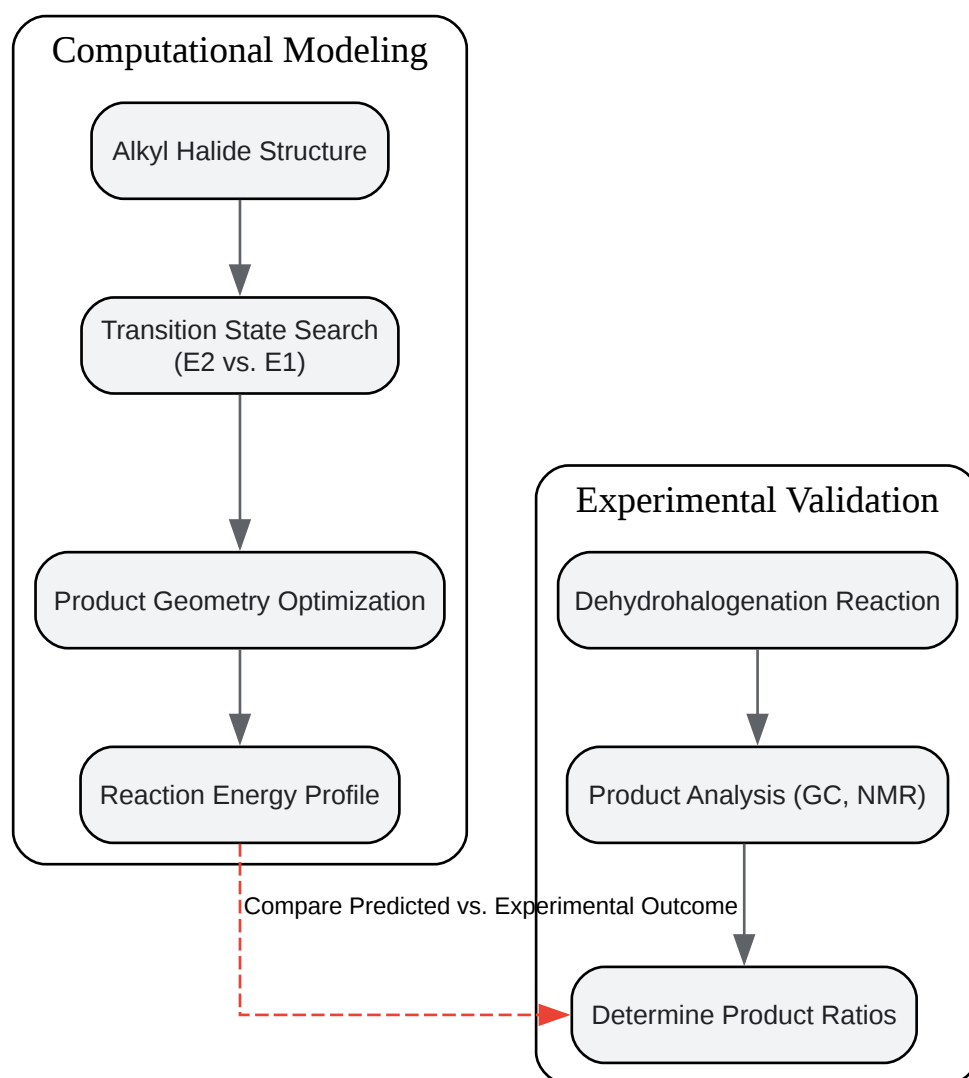 Computational Modeling
Alkyl Halide Structure
Transition State Search
(E2 vs. E1)
Product Geometry Optimization
Reaction Energy Profile
Experimental Validation
Dehydrohalogenation Reaction
Product Analysis (GC, NMR)
Compare Predicted vs. Experimental Outcome
Determine Product Ratios